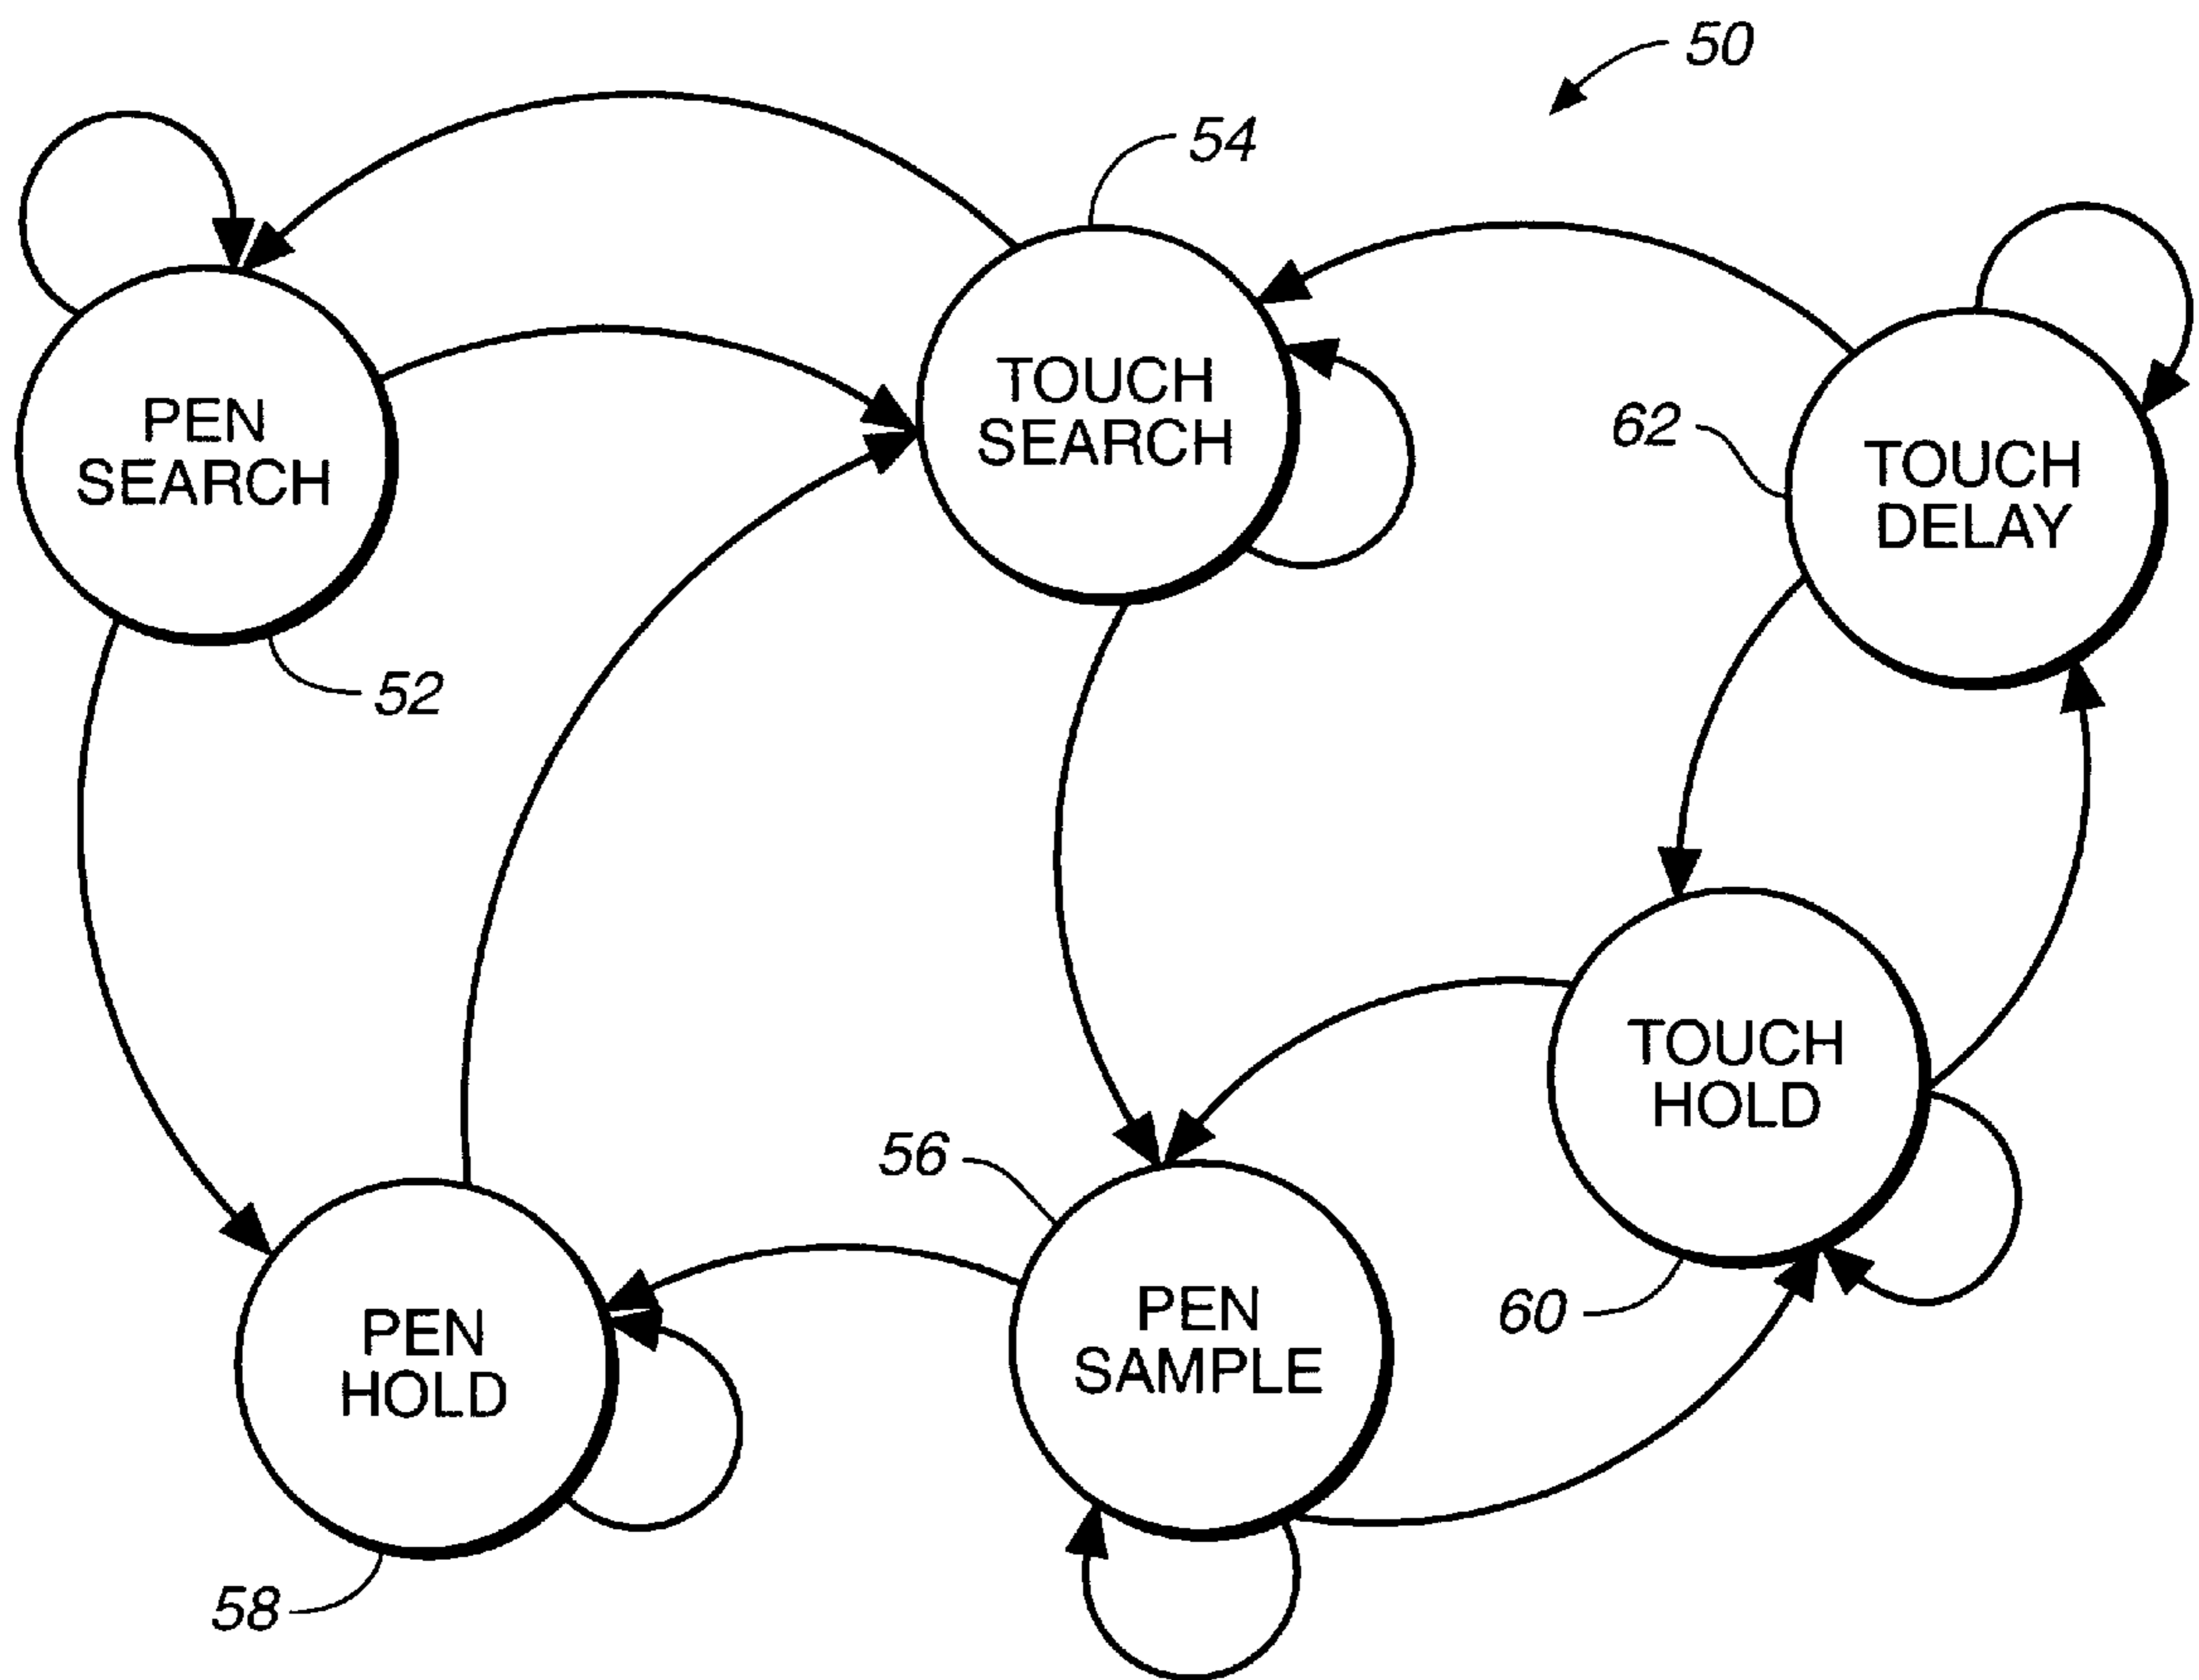 50
54
PEN
SEARCH
52
TOUCH
SEARCH
62
TOUCH
DELAY
TOUCH
HOLD
60
56
PEN
SAMPLE
PEN
HOLD
58